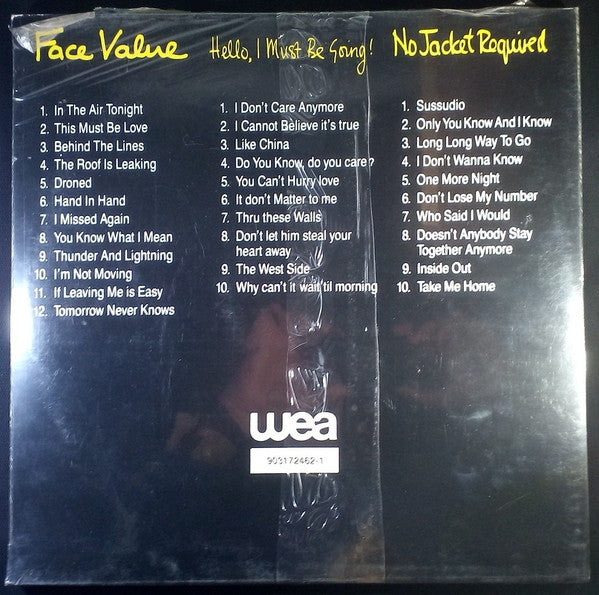 Face Value
1. In The Air Tonight
2. This Must Be Love
3. Behind The Lines
4. The Roof Is Leaking
5. Droned
6. Hand In Hand
7. I Missed Again
8. You Know What I Mean
9. Thunder And Lightning
10. I'm Not Moving
11. If Leaving Me is Easy
12. Tomorrow Never Knows
Hello, I Must Be Going!
1. I Don't Care Anymore
2. I Cannot Believe it's true
3. Like China
4. Do You Know, do you care?
5. You Can't Hurry love
6. It don't Matter to me
7. Thru these Walls
8. Don't let him steal your
heart away
9. The West Side
10. Why can't it wait 'til morning
No Jacket Required
1. Sussudio
2. Only You Know And I Know
3. Long Long Way To Go
4. I Don't Wanna Know
5. One More Night
6. Don't Lose My Number
7. Who Said I Would
8. Doesn't Anybody Stay
Together Anymore
9. Inside Out
10. Take Me Home
wea
903172462-1